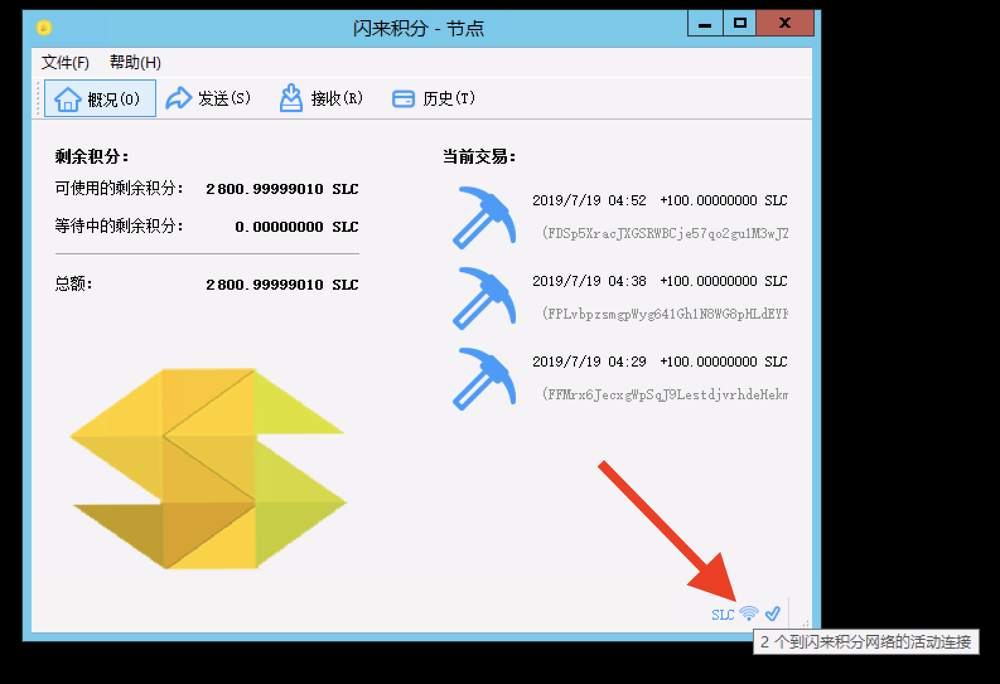 闪来积分 - 节点
文件(F) 帮助(H)
概况(O) 发送(S) 接收(R) 历史(T)
剩余积分:
可使用的剩余积分: 2800.99999010 SLC
等待中的剩余积分: 0.00000000 SLC
总额: 2800.99999010 SLC
当前交易:
2019/7/19 04:52 +100.00000000 SLC
(FDSp5XracJXGSRWBCje57qo2gu1M3wJZ
2019/7/19 04:38 +100.00000000 SLC
(FPLvbpzsmgpWyg641Gh1N8WG8pHLdEYF
2019/7/19 04:29 +100.00000000 SLC
(FFMrx6JecxgWpSqJ9LestdjvrhdeHekm
SLC
2 个到闪来积分网络的活动连接